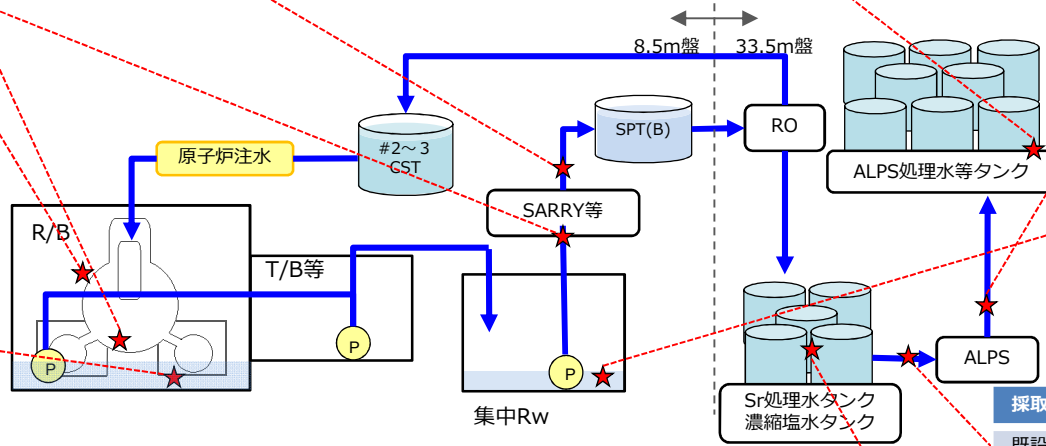 8.5m盤
33.5m盤
原子炉注水
#2～3
CST
SPT(B)
RO
ALPS処理水等タンク
SARRY等
R/B
T/B等
P
P
P
集中Rw
Sr処理水タンク
濃縮塩水タンク
ALPS
採取
既設